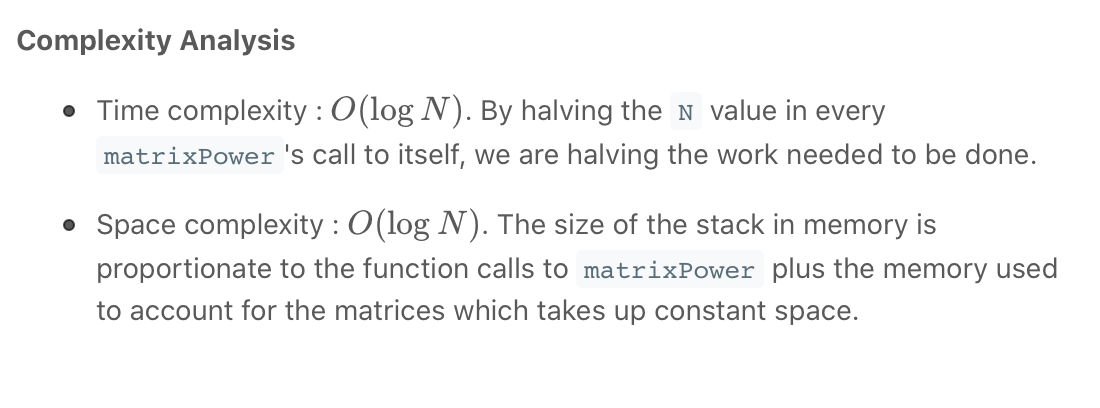 Complexity Analysis
Time complexity : O(log N). By halving the N value in every
matrixPower 's call to itself, we are halving the work needed to be done.
Space complexity : O(log N). The size of the stack in memory is
proportionate to the function calls to matrixPower plus the memory used
to account for the matrices which takes up constant space.